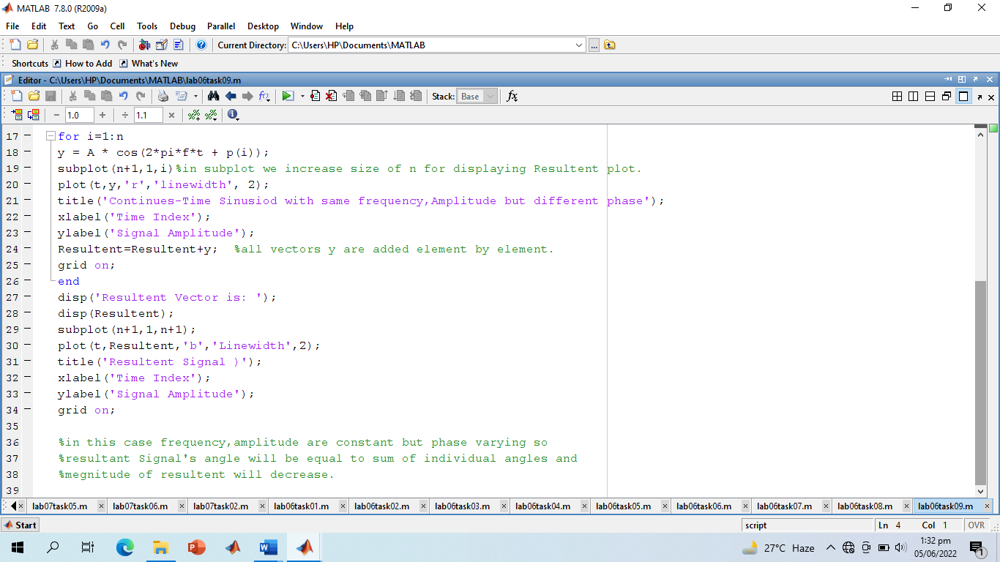 MATLAB 7.8.0 (R2009a)
File Edit Text Go Cell Tools Debug Parallel Desktop Window Help
Current Directory: C:\Users\HP\Documents\MATLAB ...
Shortcuts How to Add What's New
Editor - C:\Users\HP\Documents\MATLAB\lab06task09.m
Stack: Base fx
− 1.0 + ÷ 1.1 ×
17 for i=1:n
18 y = A * cos(2*pi*f*t + p(i));
19 subplot(n+1,1,i)%in subplot we increase size of n for displaying Resultent plot.
20 plot(t,y,'r','linewidth', 2);
21 title('Continues-Time Sinusiod with same frequency,Amplitude but different phase');
22 xlabel('Time Index');
23 ylabel('Signal Amplitude');
24 Resultent=Resultent+y;  %all vectors y are added element by element.
25 grid on;
26 end
27 disp('Resultent Vector is: ');
28 disp(Resultent);
29 subplot(n+1,1,n+1);
30 plot(t,Resultent,'b','Linewidth',2);
31 title('Resultent Signal )');
32 xlabel('Time Index');
33 ylabel('Signal Amplitude');
34 grid on;
35
36 %in this case frequency,amplitude are constant but phase varying so
37 %resultant Signal's angle will be equal to sum of individual angles and
38 %megnitude of resultent will decrease.
39
lab07task05.m lab07task06.m lab07task02.m lab06task01.m lab06task02.m lab06task03.m lab06task04.m lab06task05.m lab06task06.m lab06task07.m lab06task08.m lab06task09.m
Start script Ln 4 Col 1 OVR
27°C Haze 1:32 pm
05/06/2022 1